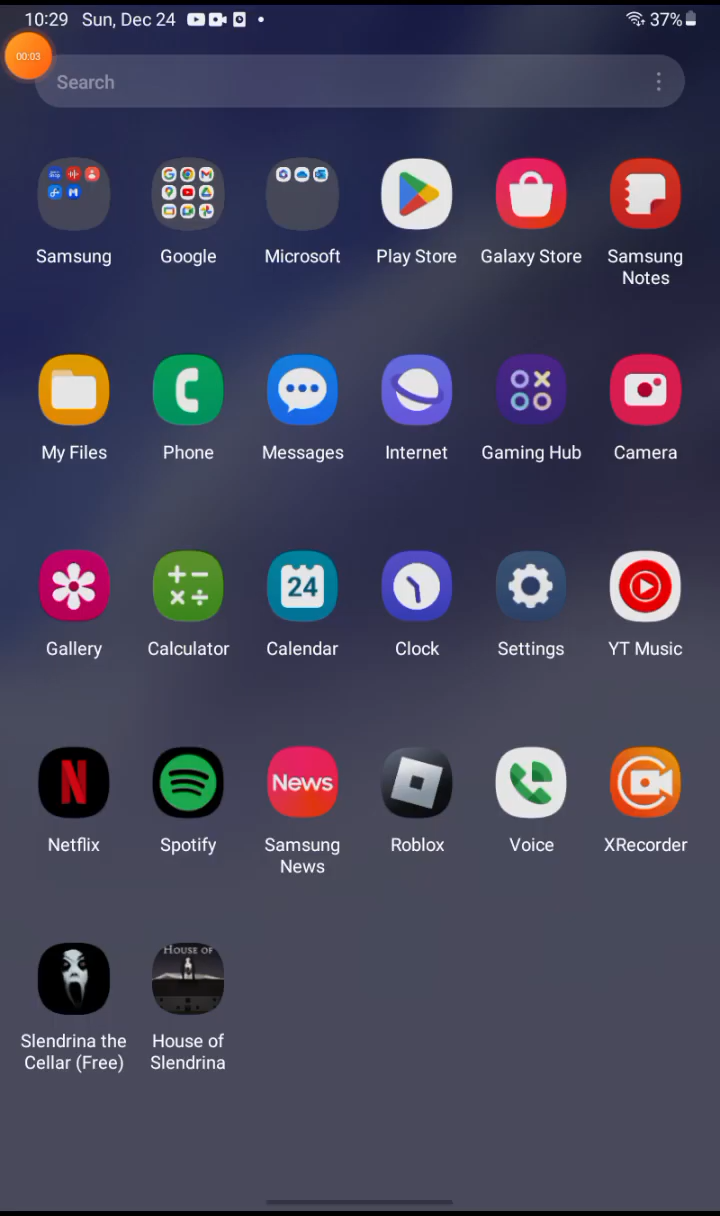 10:29 Sun, Dec 24
37%
00:03
Search
Samsung
Google
Microsoft
Play Store
Galaxy Store
Samsung
Notes
My Files
Phone
Messages
Internet
Gaming Hub
Camera
24
Gallery
Calculator
Calendar
Clock
Settings
YT Music
N
News
Netflix
Spotify
Samsung
News
Roblox
Voice
XRecorder
HOUSE OF
Slendrina the
Cellar (Free)
House of
Slendrina